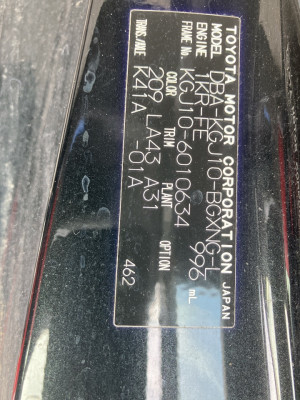 TOYOTA MOTOR CORPORATION JAPAN
MODEL DBA-KGJ10-BGXNG-L
ENGINE 1KR-FE 996 mL
FRAME No. KGJ10-6010634
COLOR TRIM PLANT OPTION
209 LA43 A31 462
TRANS./AXLE K41A -01A